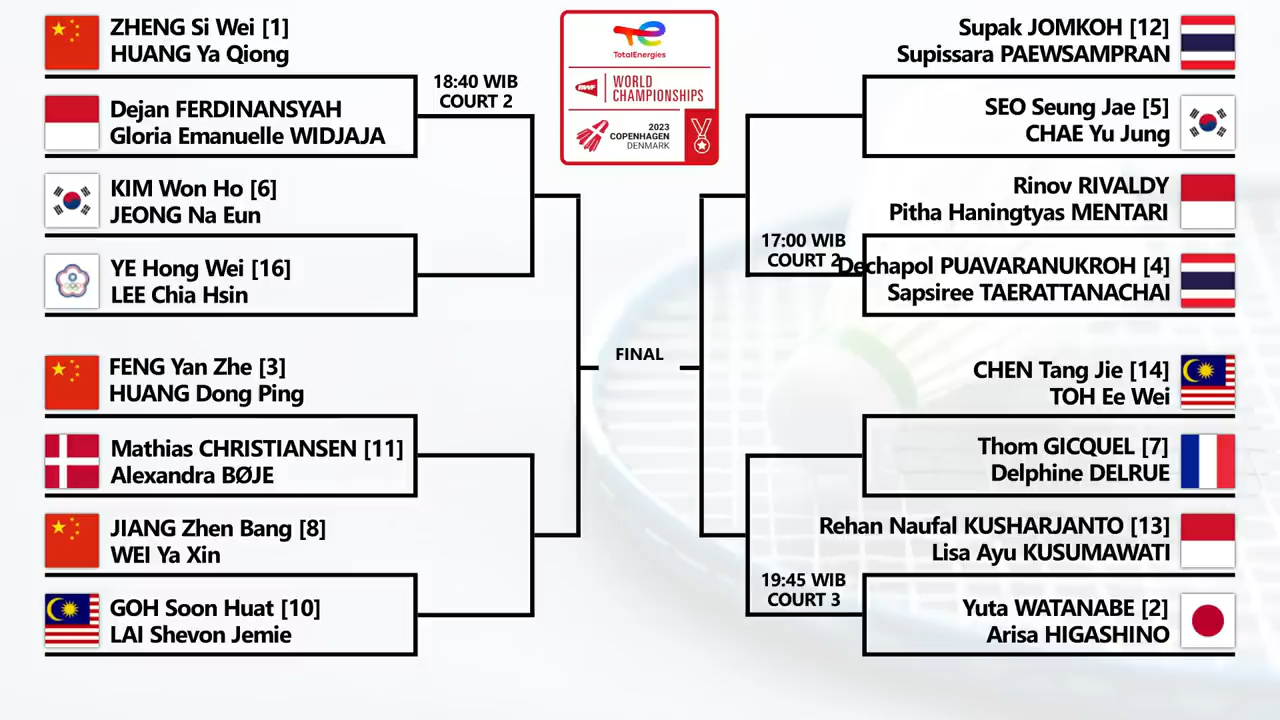 ZHENG Si Wei [1]
HUANG Ya Qiong
Dejan FERDINANSYAH
Gloria Emanuelle WIDJAJA
18:40 WIB
COURT 2
KIM Won Ho [6]
JEONG Na Eun
YE Hong Wei [16]
LEE Chia Hsin
FENG Yan Zhe [3]
HUANG Dong Ping
Mathias CHRISTIANSEN [11]
Alexandra BØJE
JIANG Zhen Bang [8]
WEI Ya Xin
GOH Soon Huat [10]
LAI Shevon Jemie
TotalEnergies
BWF
WORLD
CHAMPIONSHIPS
2023
COPENHAGEN
DENMARK
FINAL
Supak JOMKOH [12]
Supissara PAEWSAMPRAN
SEO Seung Jae [5]
CHAE Yu Jung
Rinov RIVALDY
Pitha Haningtyas MENTARI
17:00 WIB
COURT 2
Dechapol PUAVARANUKROH [4]
Sapsiree TAERATTANACHAI
CHEN Tang Jie [14]
TOH Ee Wei
Thom GICQUEL [7]
Delphine DELRUE
Rehan Naufal KUSHARJANTO [13]
Lisa Ayu KUSUMAWATI
19:45 WIB
COURT 3
Yuta WATANABE [2]
Arisa HIGASHINO